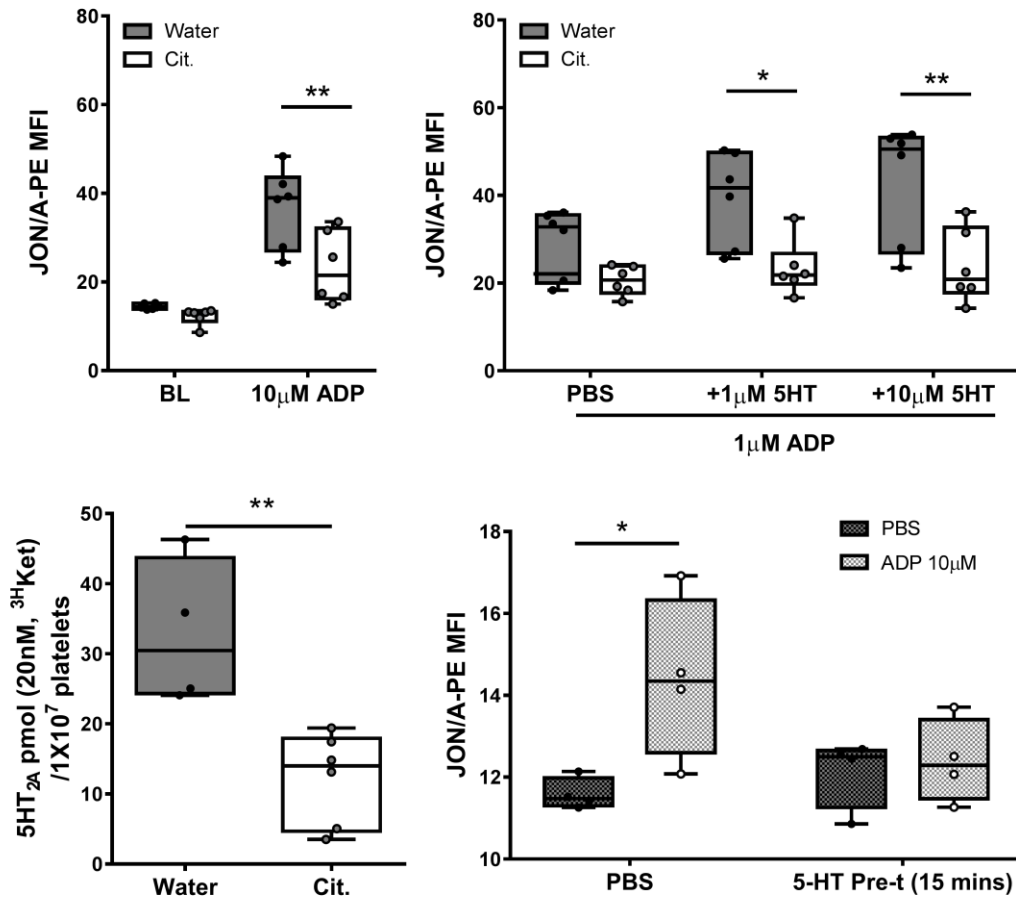 80
60
40
20
0
JON/A-PE MFI
Water
Cit.
**
BL
10μM ADP
80
60
40
20
0
JON/A-PE MFI
Water
Cit.
*
**
PBS
+1μM 5HT
+10μM 5HT
1μM ADP
50
40
30
20
10
0
5HT2A pmol (20nM, 3HKet)
/1X10^7 platelets
**
Water
Cit.
18
16
14
12
10
JON/A-PE MFI
*
PBS
ADP 10μM
PBS
5-HT Pre-t (15 mins)